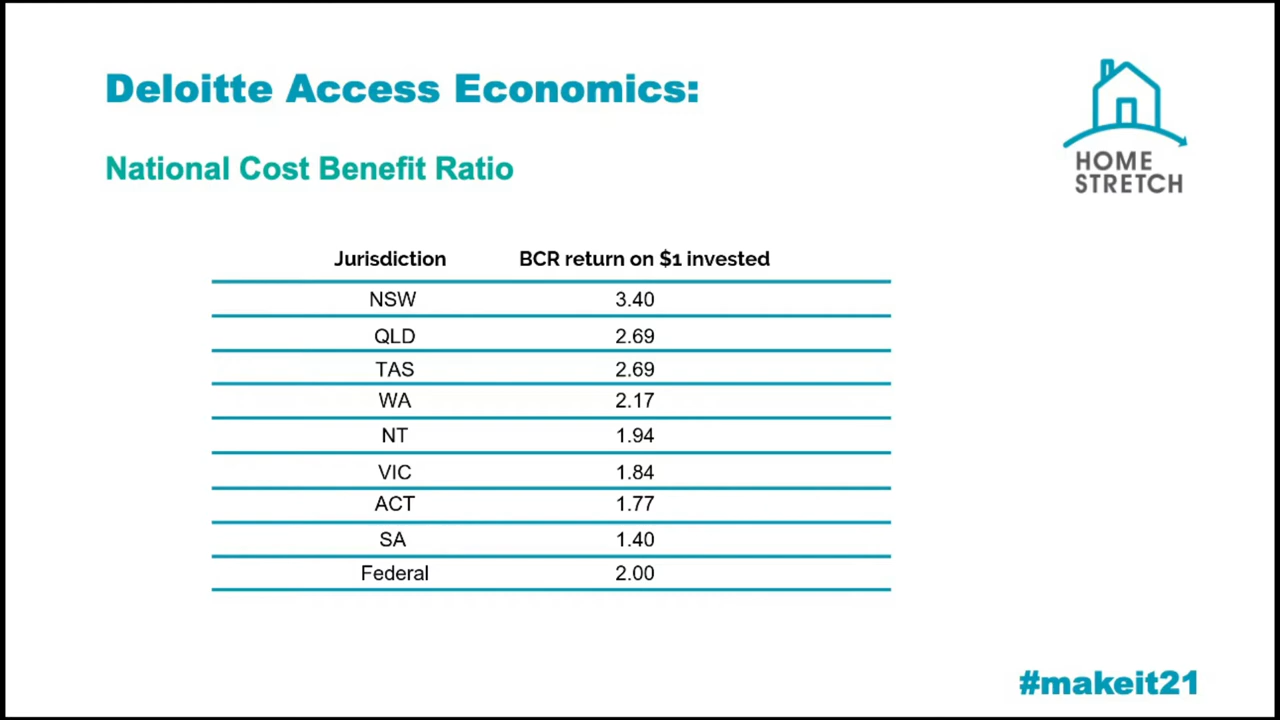 Deloitte Access Economics:
HOME
STRETCH
National Cost Benefit Ratio
Jurisdiction BCR return on $1 invested
NSW 3.40
QLD 2.69
TAS 2.69
WA 2.17
NT 1.94
VIC 1.84
ACT 1.77
SA 1.40
Federal 2.00
#makeit21